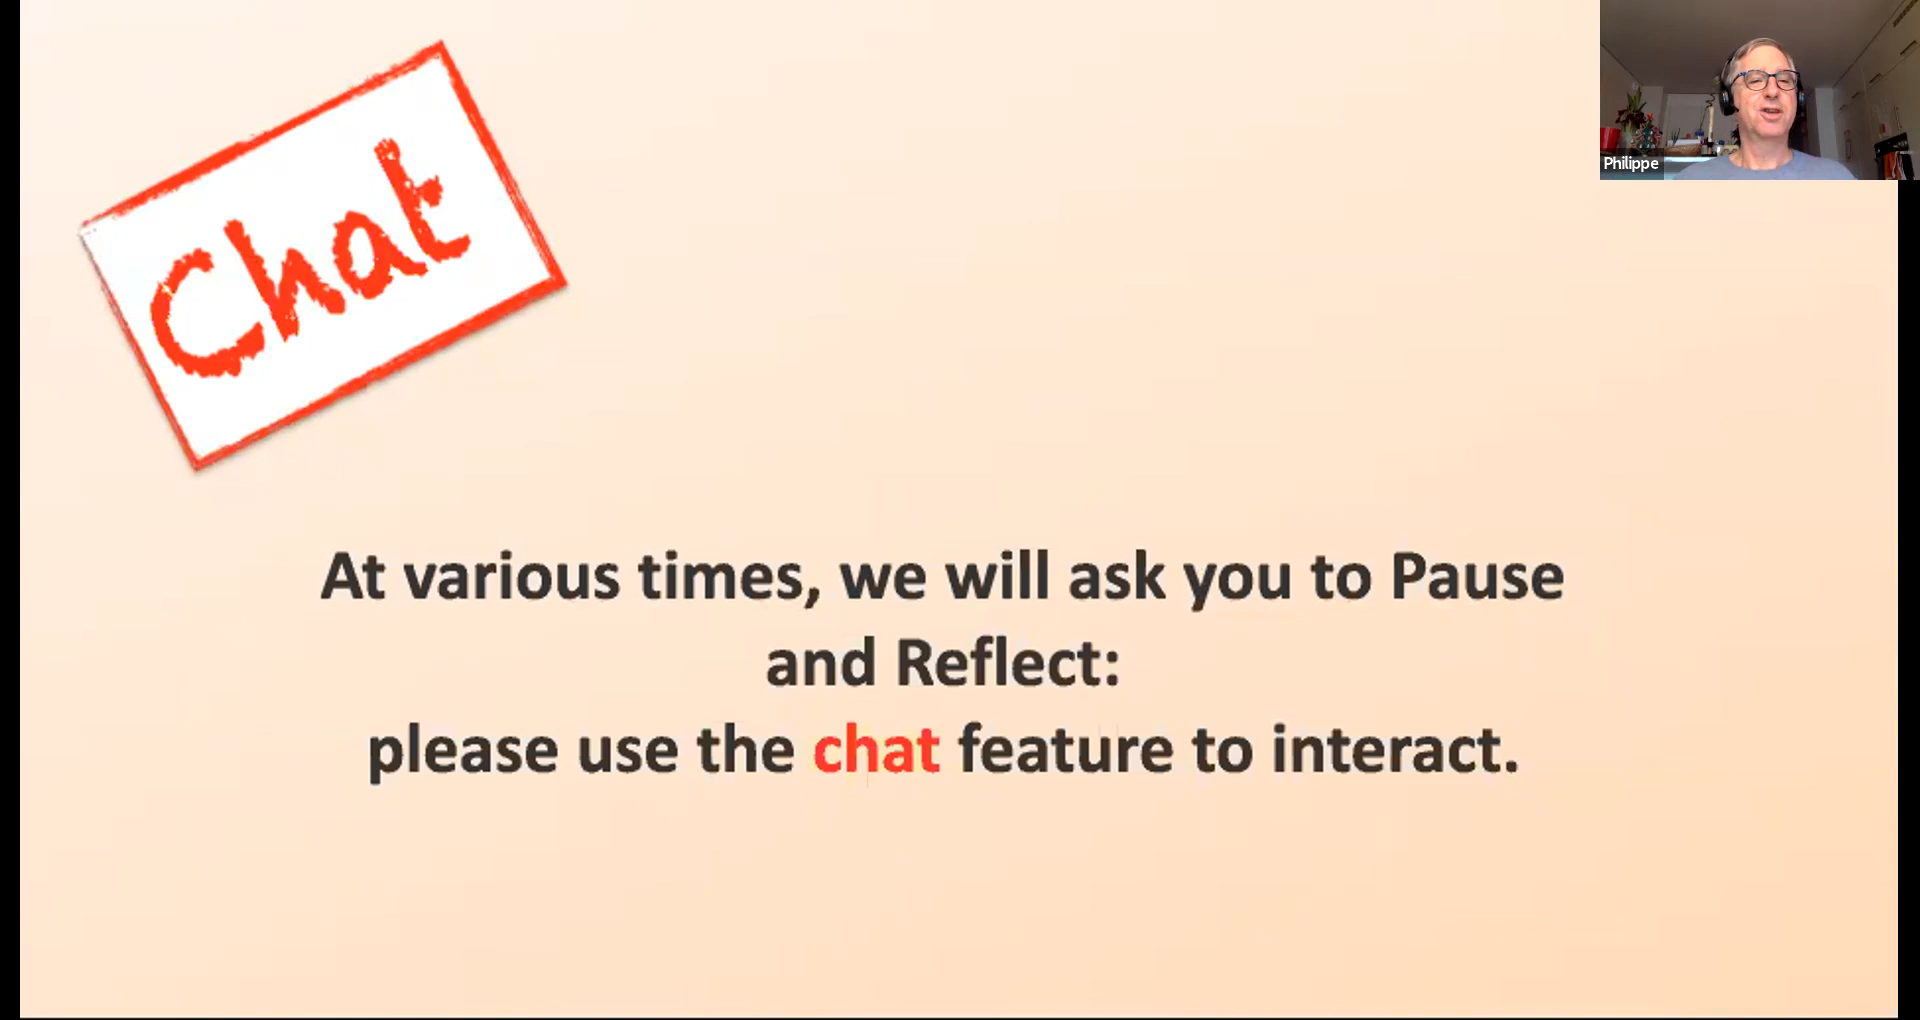 Chat
Philippe
At various times, we will ask you to Pause
and Reflect:
please use the chat feature to interact.